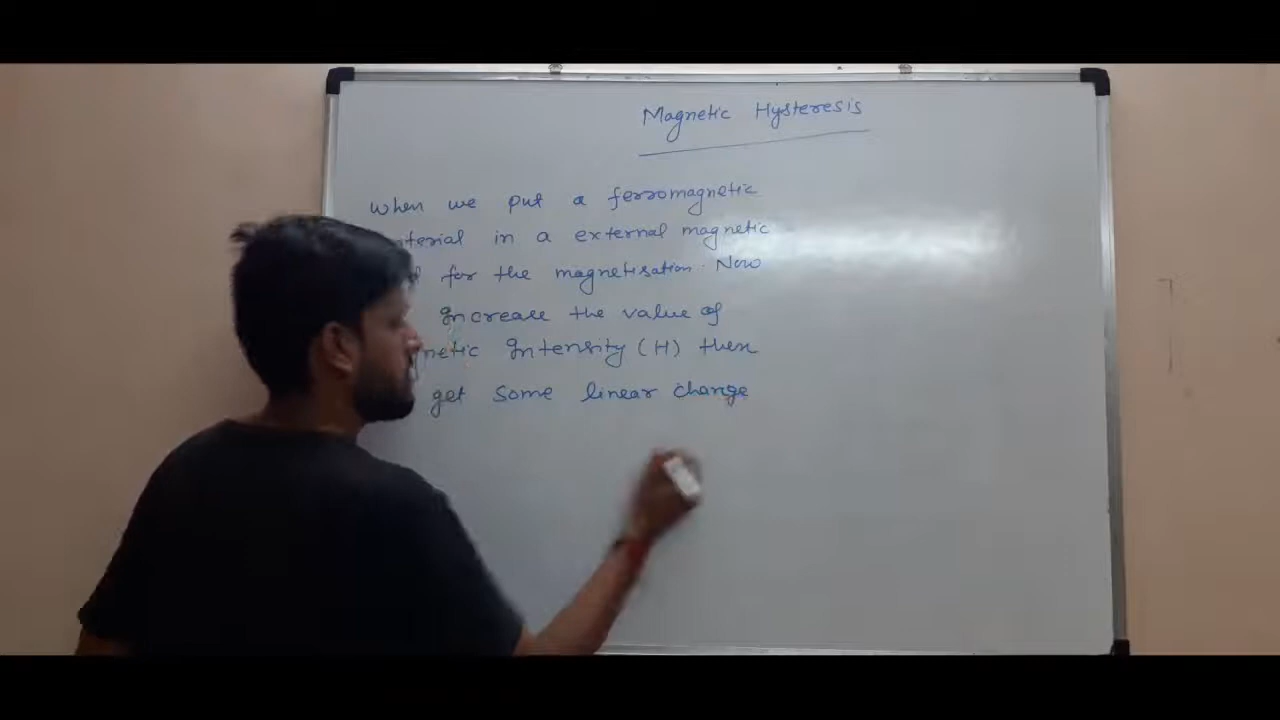 Magnetic Hysteresis
When we put a ferromagnetic
in a external magnetic
for the magnetisation. Now
Increase the value of
Intensity (H) then
get some linear change